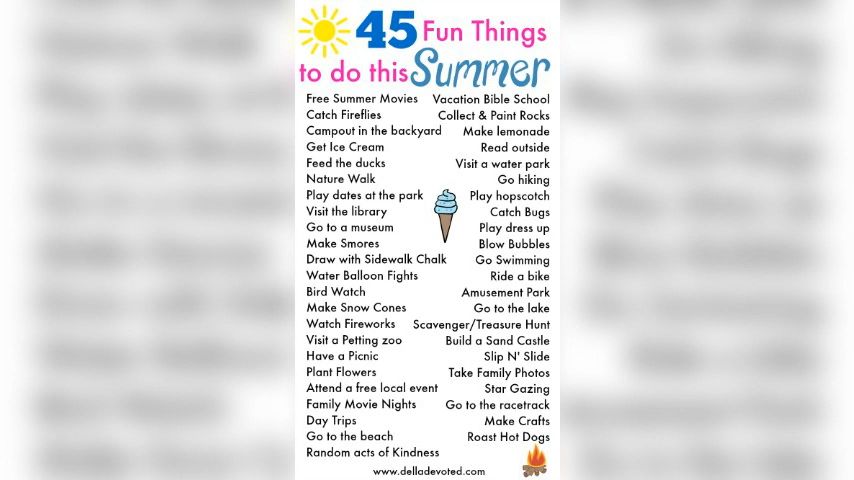 45 Fun Things
to do this Summer
Free Summer Movies
Catch Fireflies
Campout in the backyard
Get Ice Cream
Feed the ducks
Nature Walk
Play dates at the park
Visit the library
Go to a museum
Make Smores
Draw with Sidewalk Chalk
Water Balloon Fights
Bird Watch
Make Snow Cones
Watch Fireworks
Visit a Petting zoo
Have a Picnic
Plant Flowers
Attend a free local event
Family Movie Nights
Day Trips
Go to the beach
Random acts of Kindness
Vacation Bible School
Collect & Paint Rocks
Make lemonade
Read outside
Visit a water park
Go hiking
Play hopscotch
Catch Bugs
Play dress up
Blow Bubbles
Go Swimming
Ride a bike
Amusement Park
Go to the lake
Scavenger/Treasure Hunt
Build a Sand Castle
Slip N' Slide
Take Family Photos
Star Gazing
Go to the racetrack
Make Crafts
Roast Hot Dogs
www.delladevoted.com